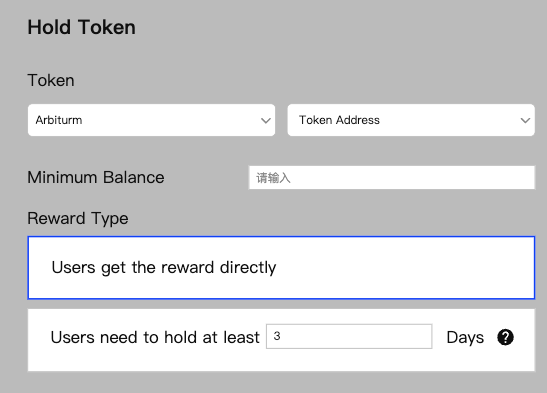 Hold Token
Token
Arbiturm Token Address
Minimum Balance 请输入
Reward Type
Users get the reward directly
Users need to hold at least 3 Days ?